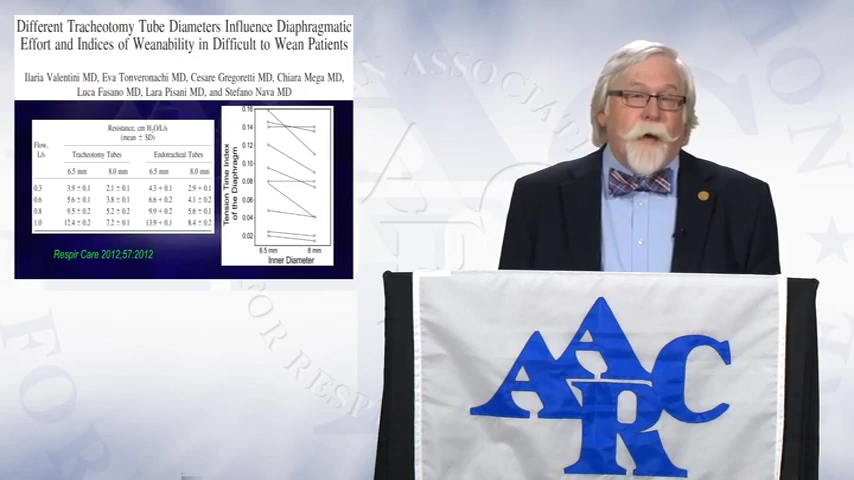 Different Tracheotomy Tube Diameters Influence Diaphragmatic
Effort and Indices of Weanability in Difficult to Wean Patients
Ilaria Valentini MD, Eva Tonveronachi MD, Cesare Gregoretti MD, Chiara Mega MD,
Luca Fasano MD, Lara Pisani MD, and Stefano Nava MD
Resistance, cm H₂O/L/s
(mean ± SD)
Flow,
L/s
Tracheotomy Tubes Endotracheal Tubes
6.5 mm 8.0 mm 6.5 mm 8.0 mm
0.3 3.9 ± 0.1 2.1 ± 0.1 4.3 ± 0.1 2.9 ± 0.1
0.6 5.6 ± 0.1 3.8 ± 0.1 6.6 ± 0.2 4.1 ± 0.2
0.8 9.5 ± 0.2 5.2 ± 0.2 9.9 ± 0.2 5.6 ± 0.1
1.0 12.4 ± 0.2 7.2 ± 0.1 13.9 ± 0.1 8.4 ± 0.2
Respir Care 2012;57:2012
Tension Time Index
of the Diaphragm
0.16
0.14
0.12
0.10
0.08
0.06
0.04
0.02
6.5 mm 8 mm
Inner Diameter
AN ASSOCIATI
FOR RESP
FOR
ION
AARC